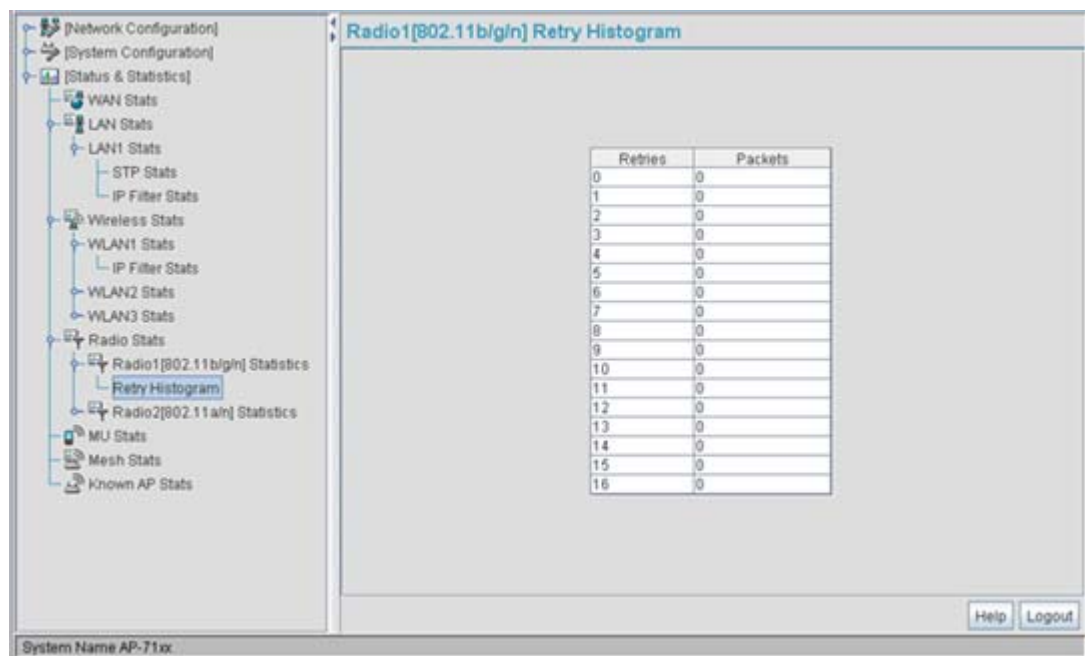 [Network Configuration]
[System Configuration]
[Status & Statistics]
WAN Stats
LAN Stats
LAN1 Stats
STP Stats
IP Filter Stats
Wireless Stats
WLAN1 Stats
IP Filter Stats
WLAN2 Stats
WLAN3 Stats
Radio Stats
Radio1[802.11b/g/n] Statistics
Retry Histogram
Radio2[802.11a/n] Statistics
MU Stats
Mesh Stats
Known AP Stats
Radio1[802.11b/g/n] Retry Histogram
Retries Packets
0 0
1 0
2 0
3 0
4 0
5 0
6 0
7 0
8 0
9 0
10 0
11 0
12 0
13 0
14 0
15 0
16 0
Help Logout
System Name AP-71xx